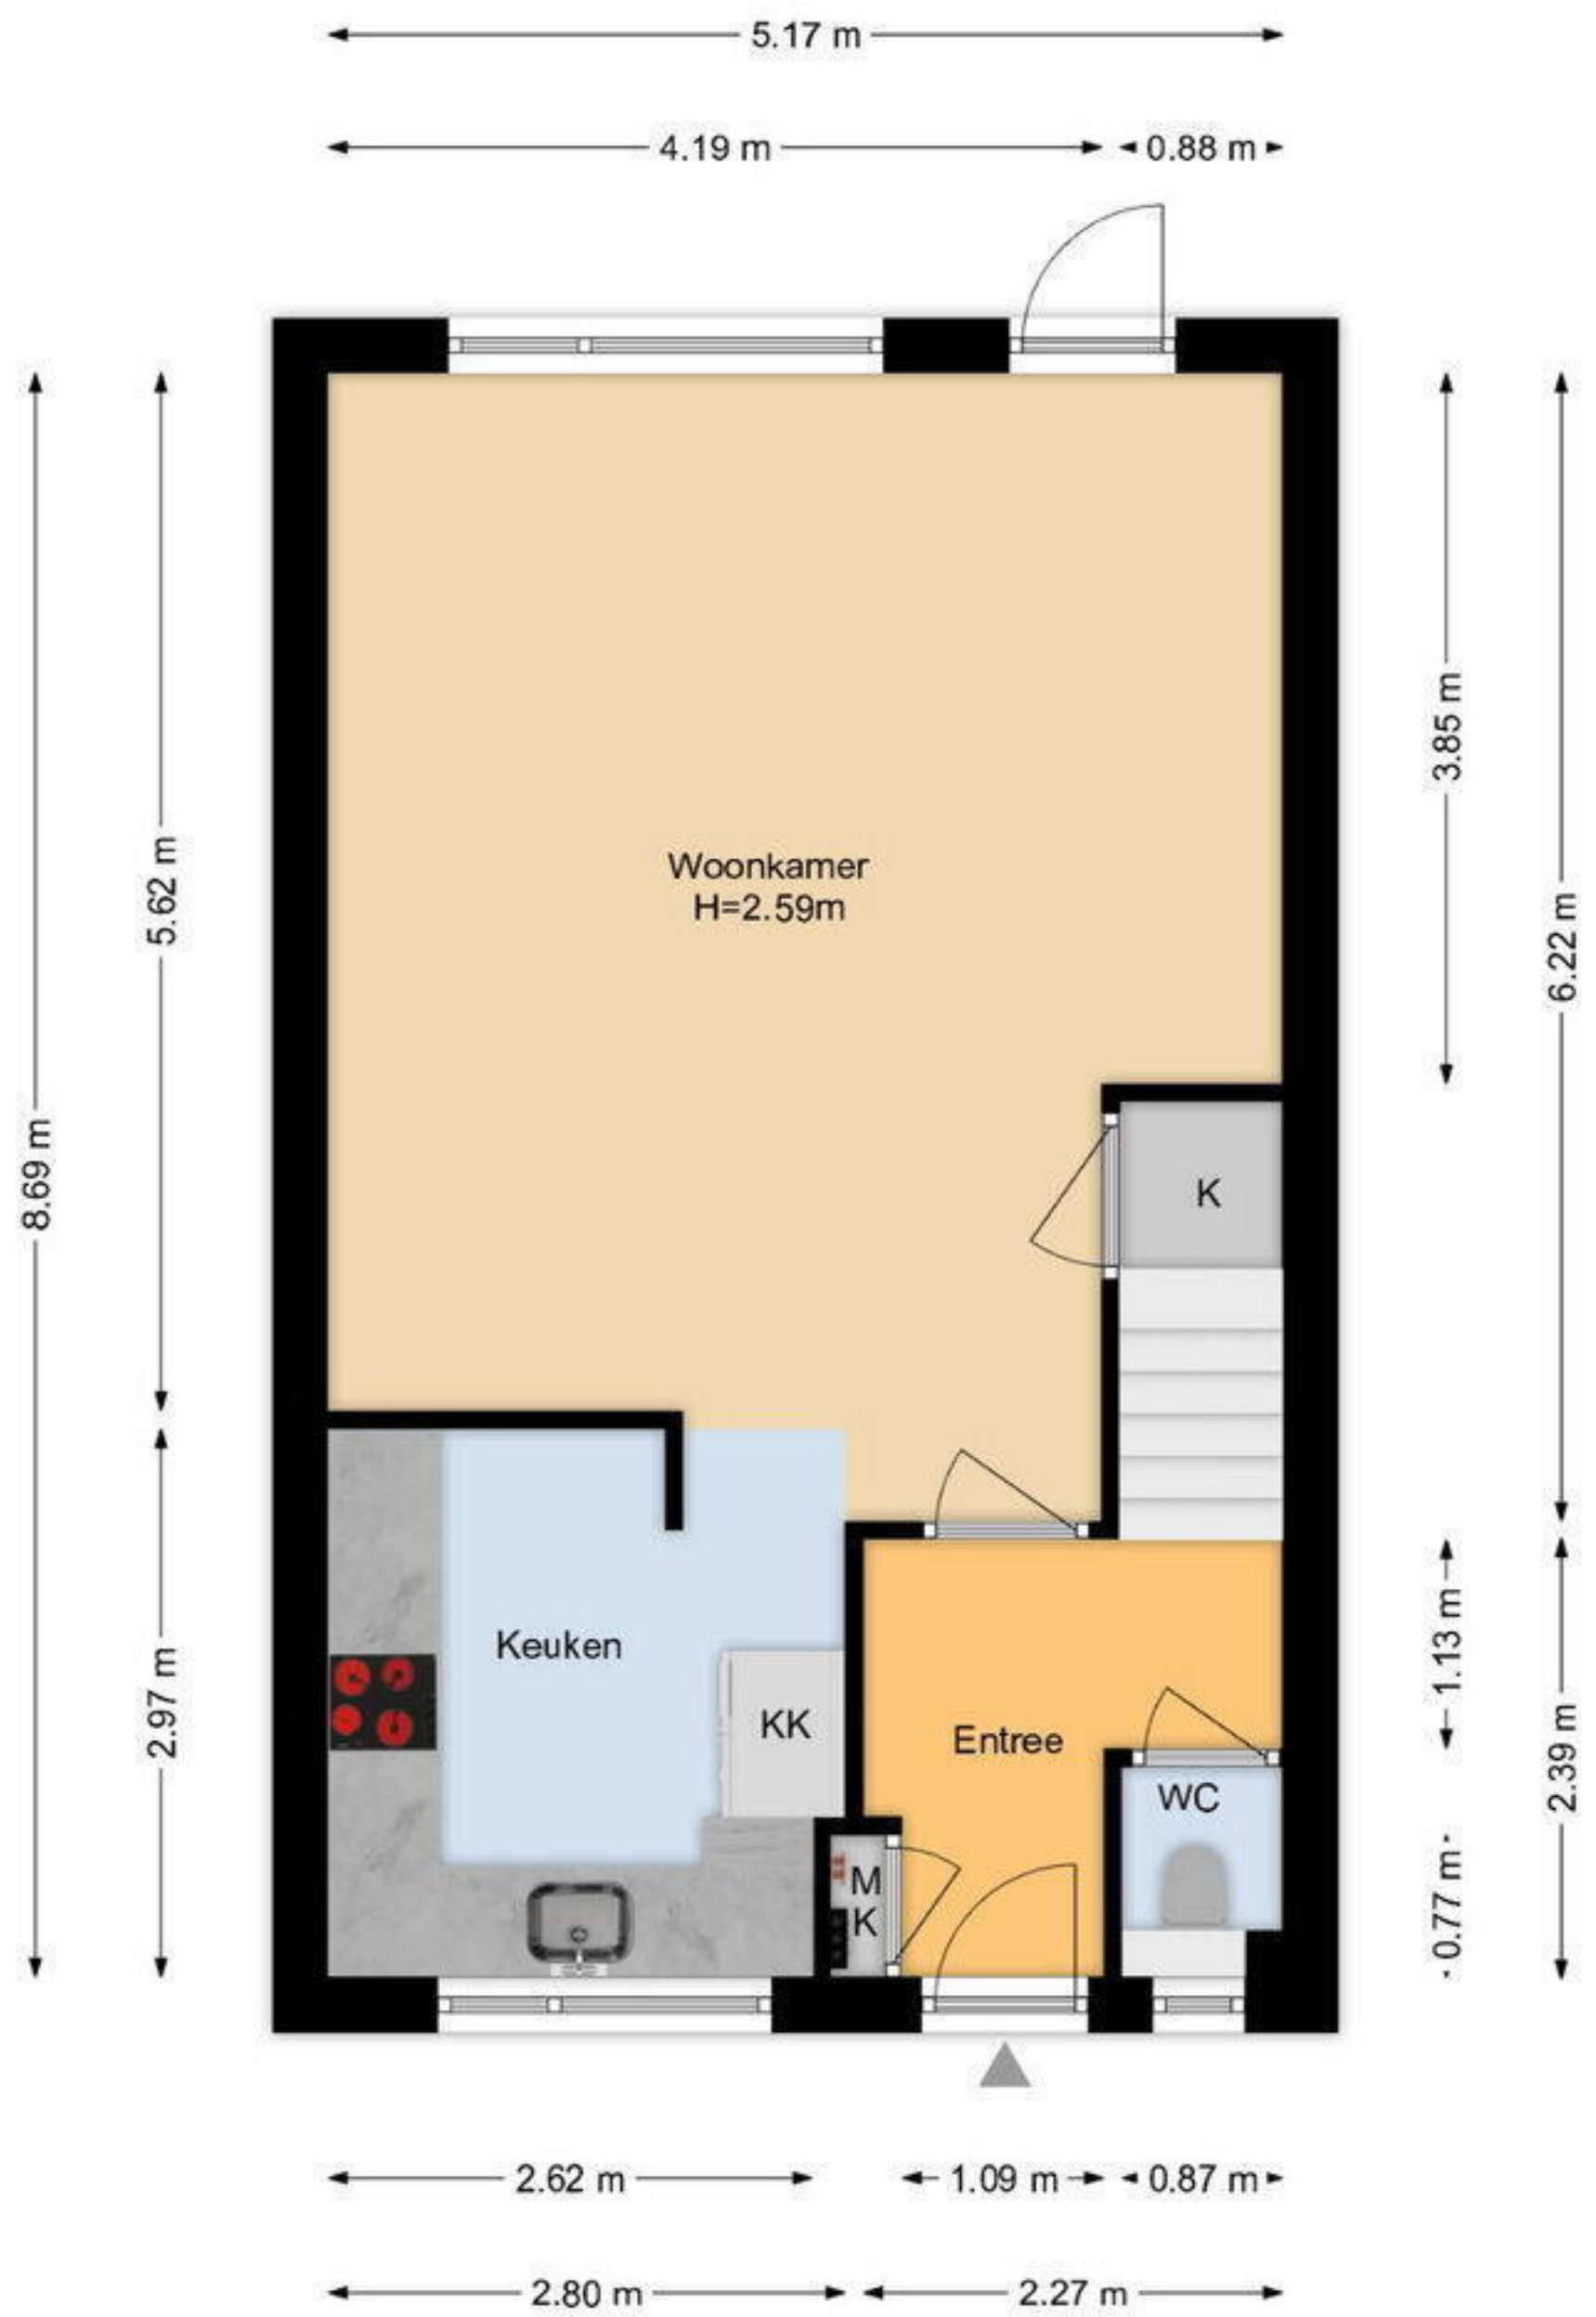 5.17 m
4.19 m
0.88 m
3.85 m
5.62 m
Woonkamer
H=2.59m
6.22 m
8.69 m
K
Keuken
1.13 m
2.97 m
KK
Entree
2.39 m
WC
M
K
0.77 m
2.62 m
1.09 m
0.87 m
2.80 m
2.27 m